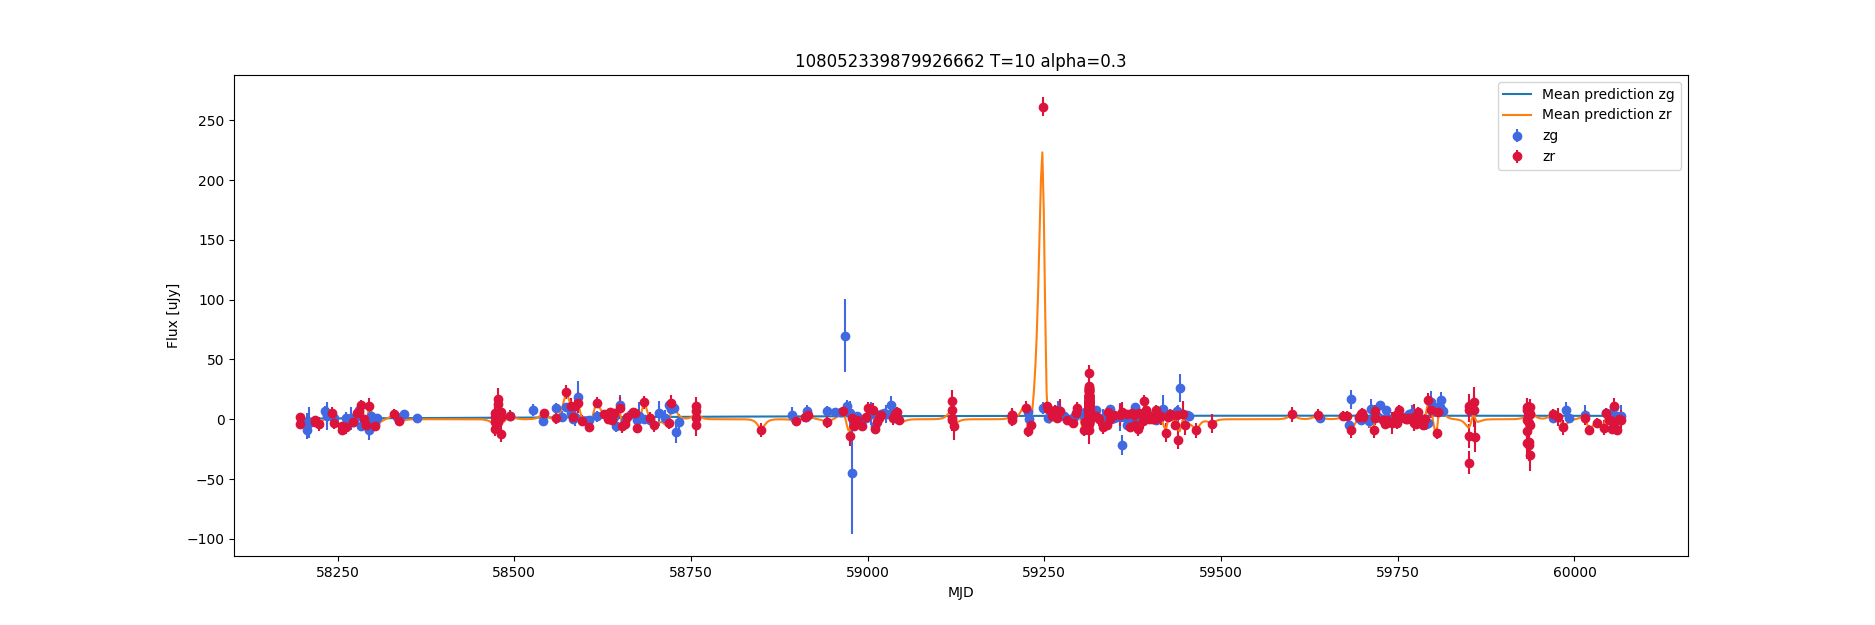 108052339879926662 T=10 alpha=0.3
Mean prediction zg
Mean prediction zr
zg
zr
250
200
150
100
50
0
−50
−100
Flux [uJy]
58250
58500
58750
59000
59250
59500
59750
60000
MJD